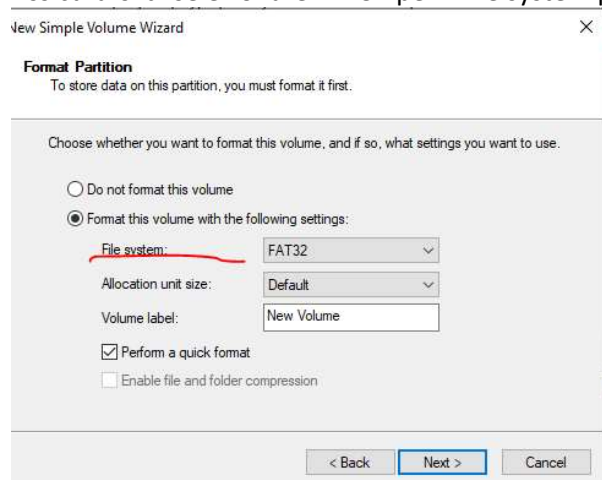 New Simple Volume Wizard
Format Partition
To store data on this partition, you must format it first.
Choose whether you want to format this volume, and if so, what settings you want to use.
Do not format this volume
Format this volume with the following settings:
File system: FAT32
Allocation unit size: Default
Volume label: New Volume
Perform a quick format
Enable file and folder compression
< Back Next > Cancel